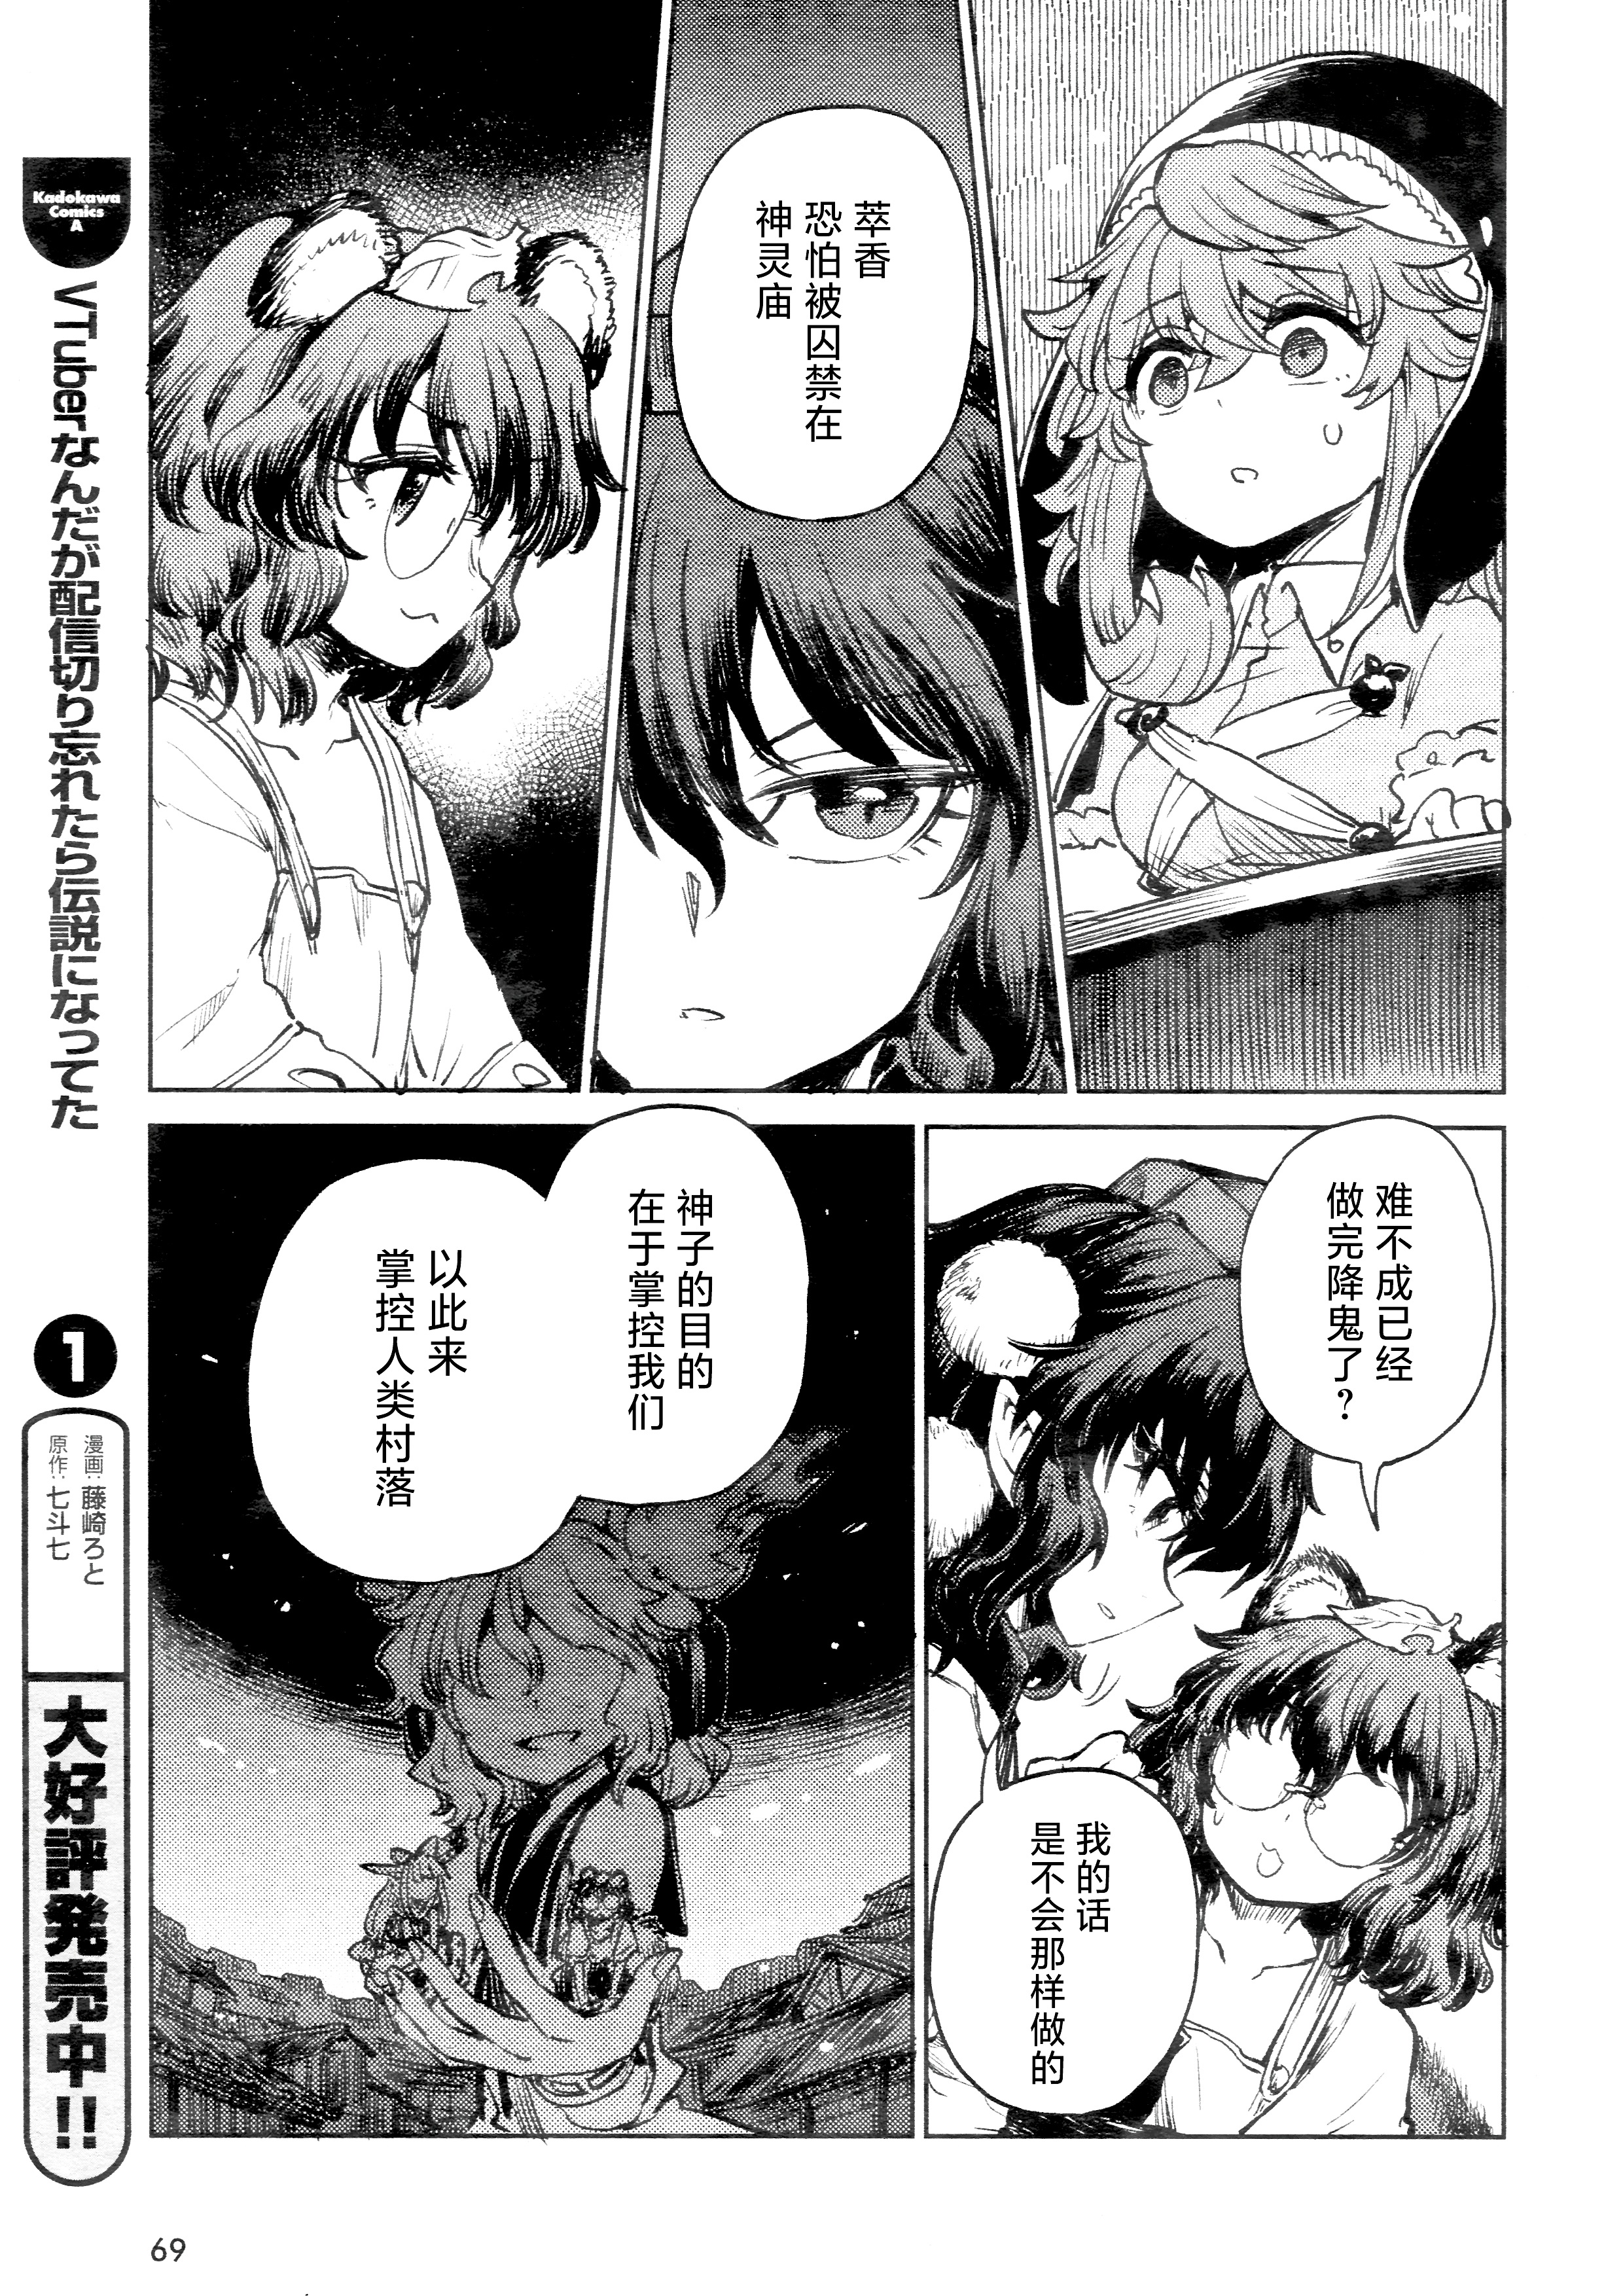 萃香
恐怕被囚禁在
神灵庙
难不成已经
做完降鬼了?
我的话
是不会那样做的
神子的目的
在于掌控我们
以此来
掌控人类村落
Kadokawa
Comics
A
VTuberなんだが配信切り忘れたら伝説になってた
1
漫画:藤崎ろと
原作:七斗七
大好評発売中!!
69